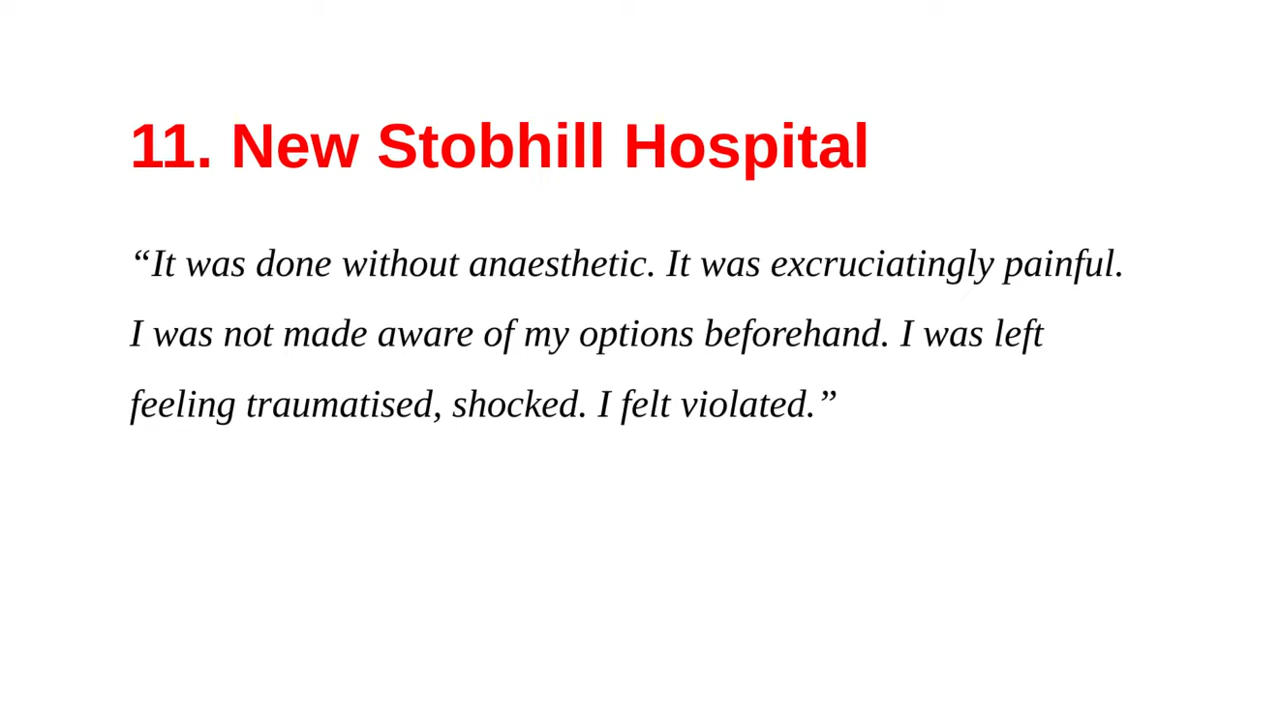 11. New Stobhill Hospital
“It was done without anaesthetic. It was excruciatingly painful.
I was not made aware of my options beforehand. I was left
feeling traumatised, shocked. I felt violated.”